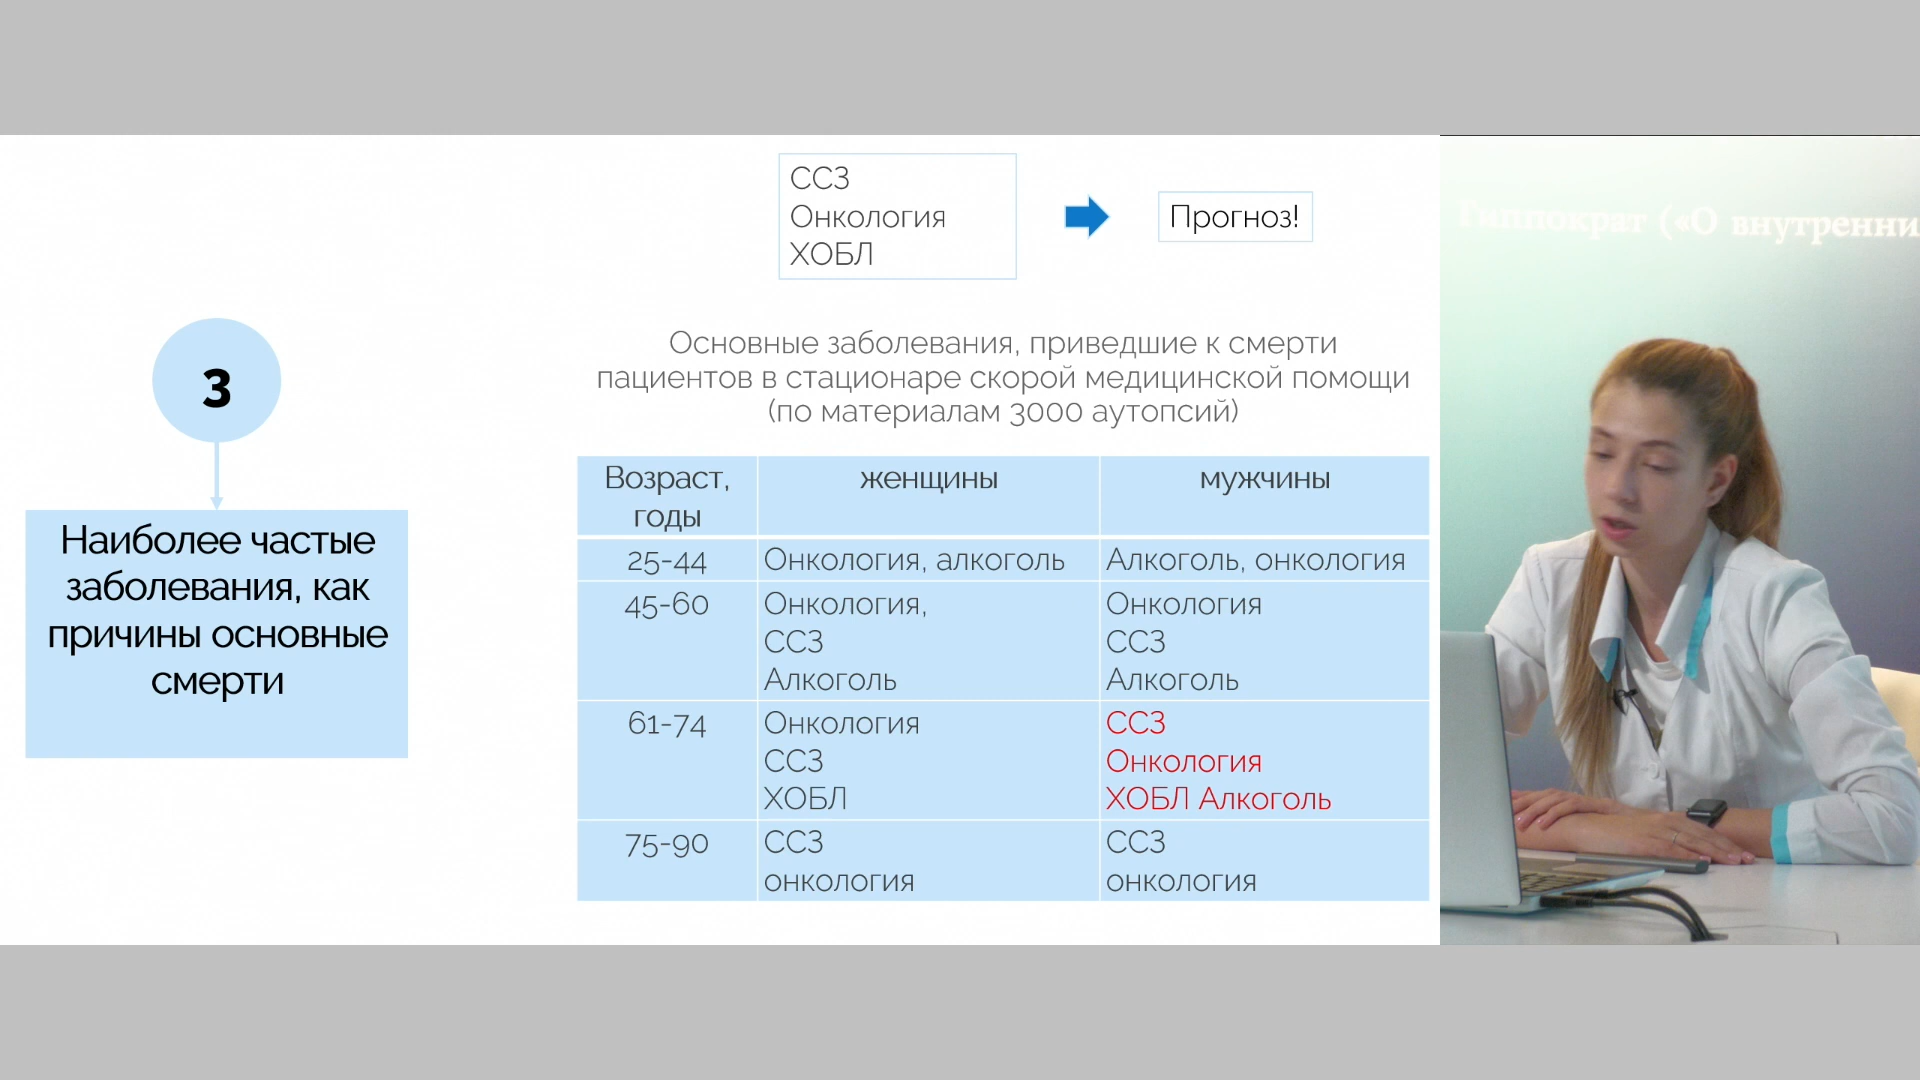 3
Наиболее частые
заболевания, как
причины основные
смерти
ССЗ
Онкология
ХОБЛ
Прогноз!
Основные заболевания, приведшие к смерти
пациентов в стационаре скорой медицинской помощи
(по материалам 3000 аутопсий)
Возраст, годы женщины мужчины
25-44 Онкология, алкоголь Алкоголь, онкология
45-60 Онкология, Онкология
ССЗ ССЗ
Алкоголь Алкоголь
61-74 Онкология ССЗ
ССЗ Онкология
ХОБЛ ХОБЛ Алкоголь
75-90 ССЗ ССЗ
онкология онкология
Гиппократ («О внутренни